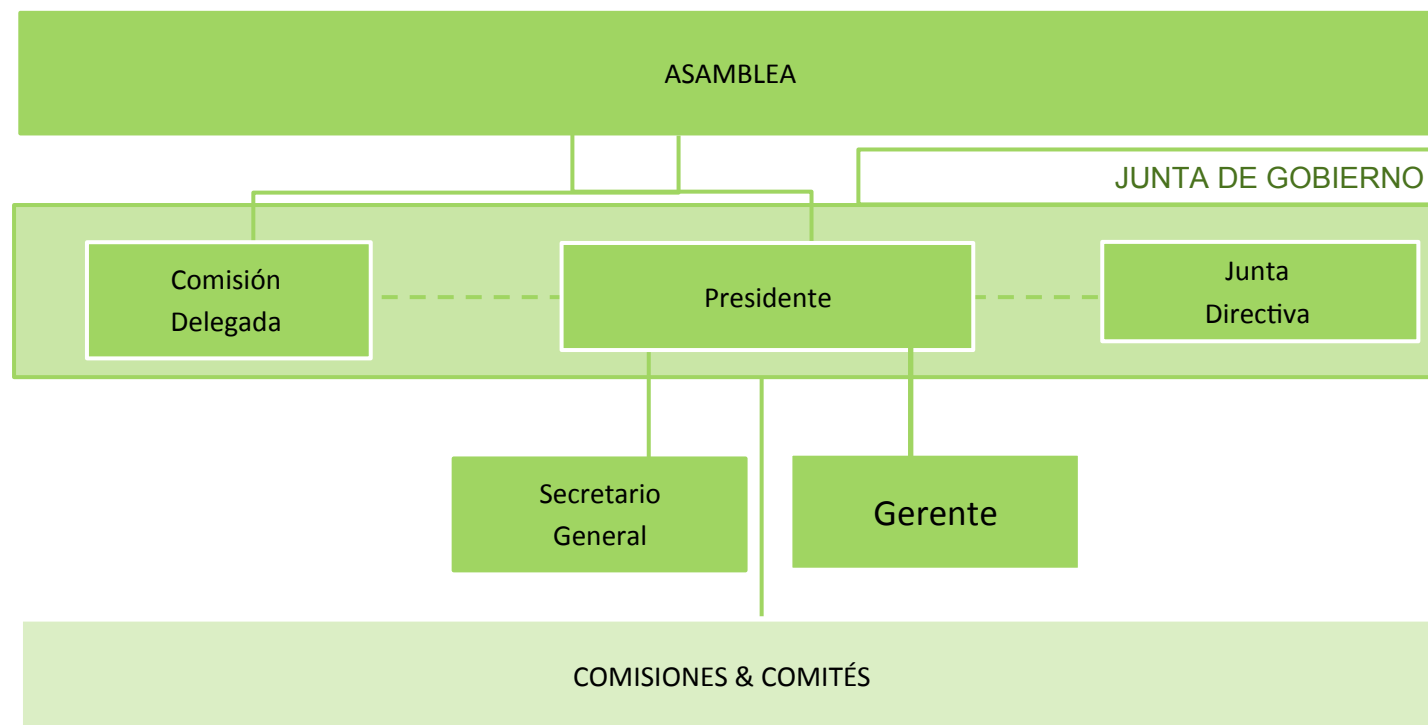 ASAMBLEA
JUNTA DE GOBIERNO
Comisión
Delegada
Presidente
Junta
Directiva
Secretario
General
Gerente
COMISIONES & COMITÉS